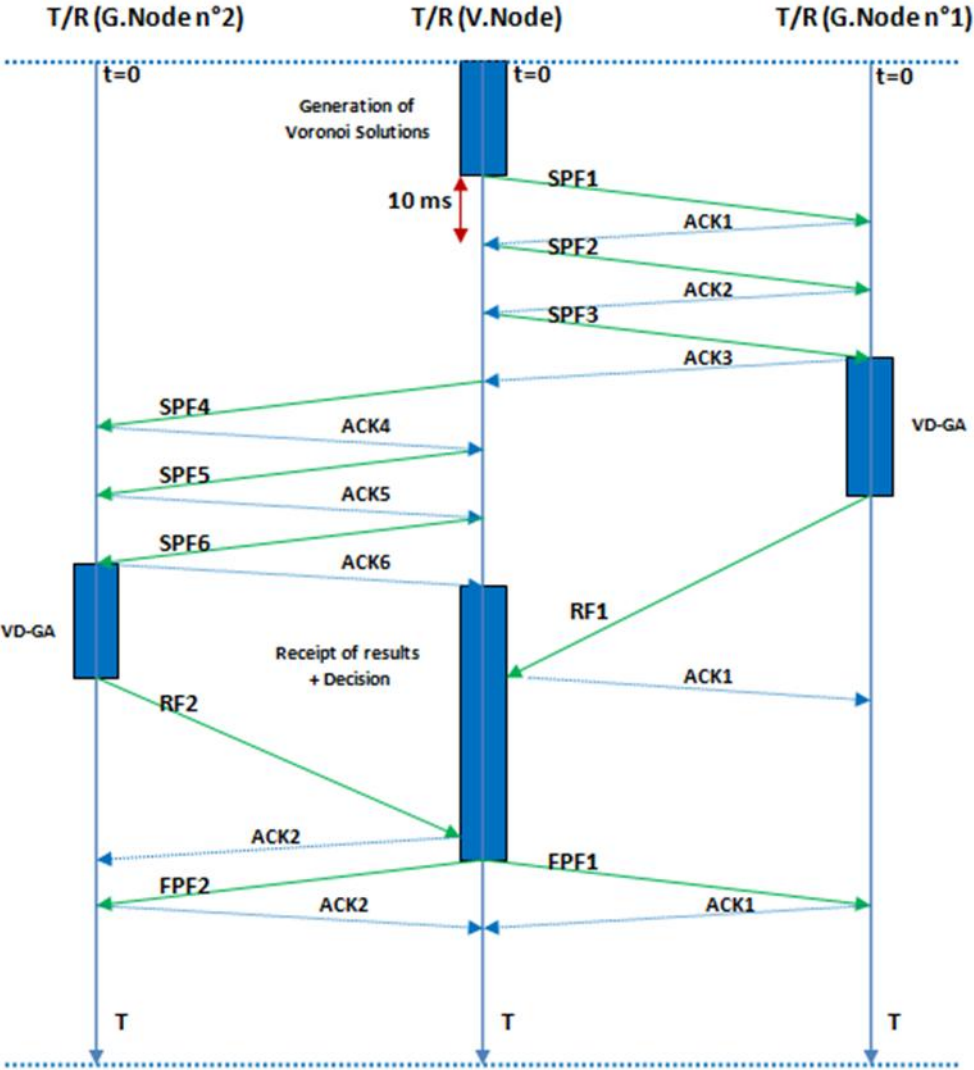 T/R (G.Node n°2)
T/R (V.Node)
T/R (G.Node n°1)
t=0
t=0
t=0
Generation of
Voronoi Solutions
SPF1
10 ms
ACK1
SPF2
ACK2
SPF3
ACK3
SPF4
ACK4
VD-GA
SPF5
ACK5
SPF6
ACK6
RF1
VD-GA
Receipt of results
+ Decision
ACK1
RF2
ACK2
FPF1
FPF2
ACK2
ACK1
T
T
T